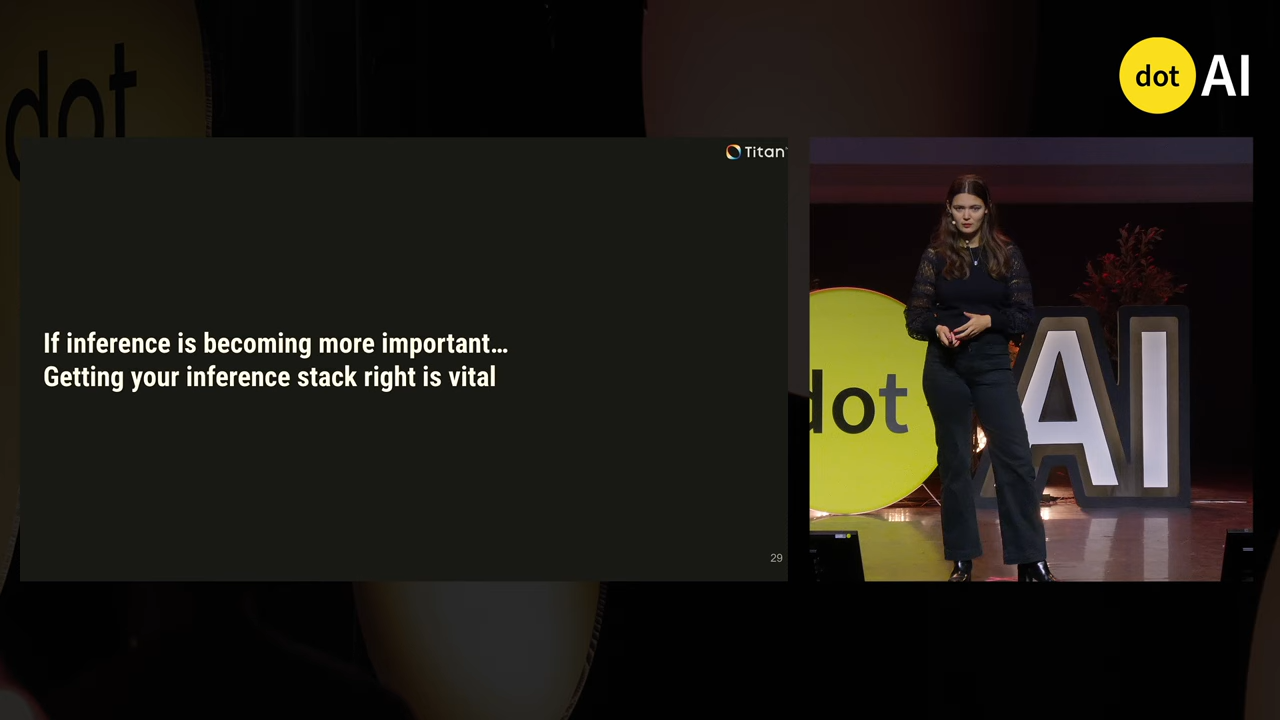 dot
dot AI
Titan
If inference is becoming more important…
Getting your inference stack right is vital
29
dot AI